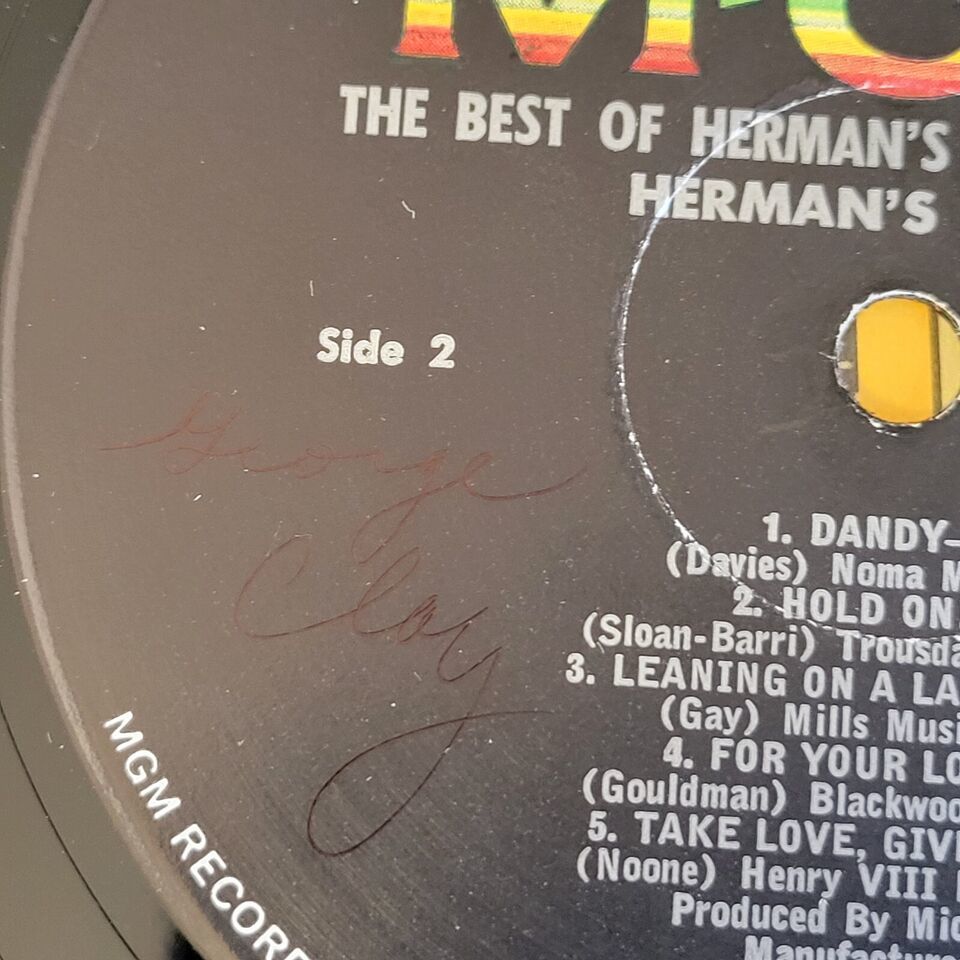 THE BEST OF HERMAN'S
HERMAN'S
Side 2
George
Clay
1. DANDY–
(Davies) Noma M
2. HOLD ON
(Sloan-Barri) Trousda
3. LEANING ON A LA
(Gay) Mills Musi
4. FOR YOUR LO
(Gouldman) Blackwoo
5. TAKE LOVE, GIV
(Noone) Henry VIII
Produced By Mic
Manufacture
MGM RECOR